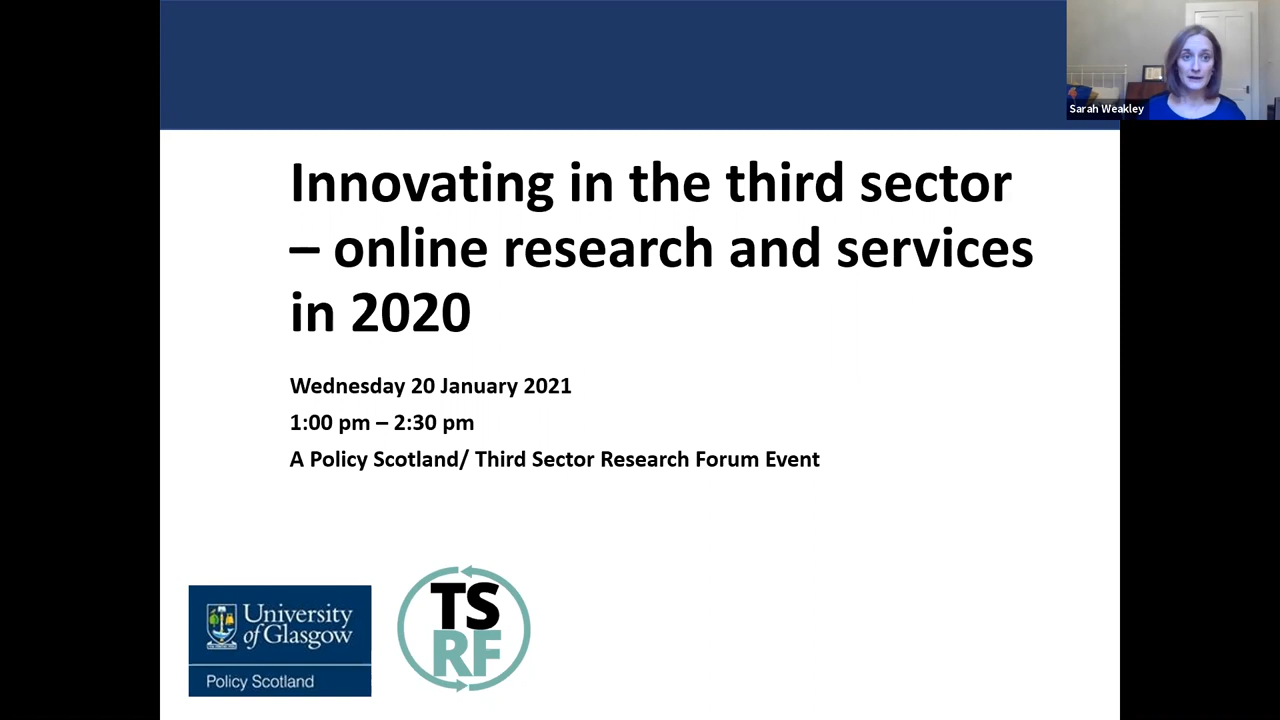 Sarah Weakley
Innovating in the third sector
– online research and services
in 2020
Wednesday 20 January 2021
1:00 pm – 2:30 pm
A Policy Scotland/ Third Sector Research Forum Event
University
of Glasgow
Policy Scotland
TS
RF